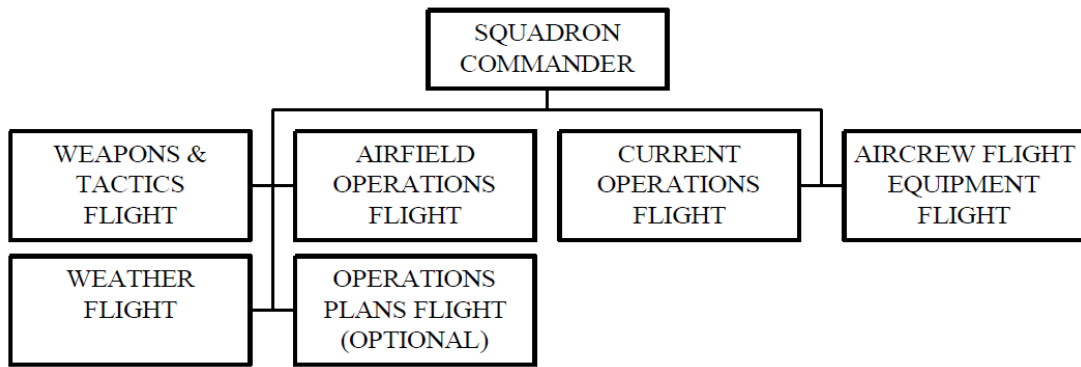 SQUADRON
COMMANDER
WEAPONS &
TACTICS
FLIGHT
AIRFIELD
OPERATIONS
FLIGHT
CURRENT
OPERATIONS
FLIGHT
AIRCREW FLIGHT
EQUIPMENT
FLIGHT
WEATHER
FLIGHT
OPERATIONS
PLANS FLIGHT
(OPTIONAL)